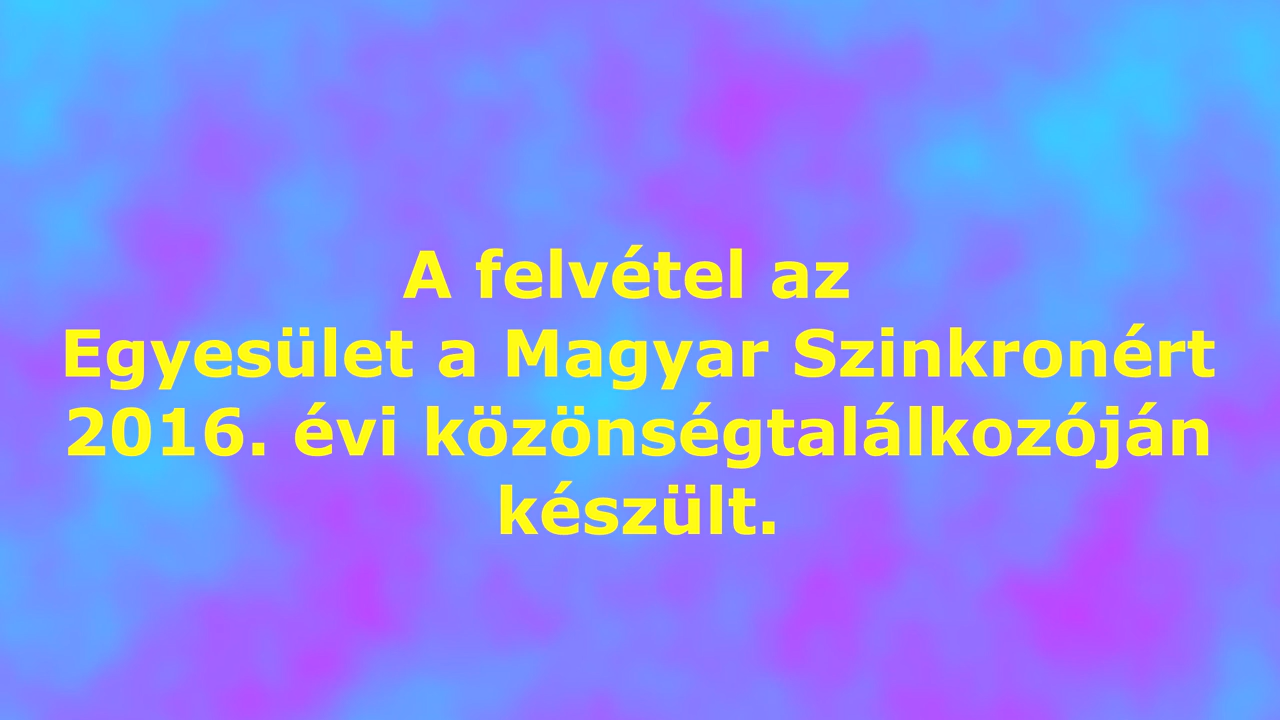 A felvétel az
Egyesület a Magyar Szinkronért
2016. évi közönségtalálkozóján
készült.